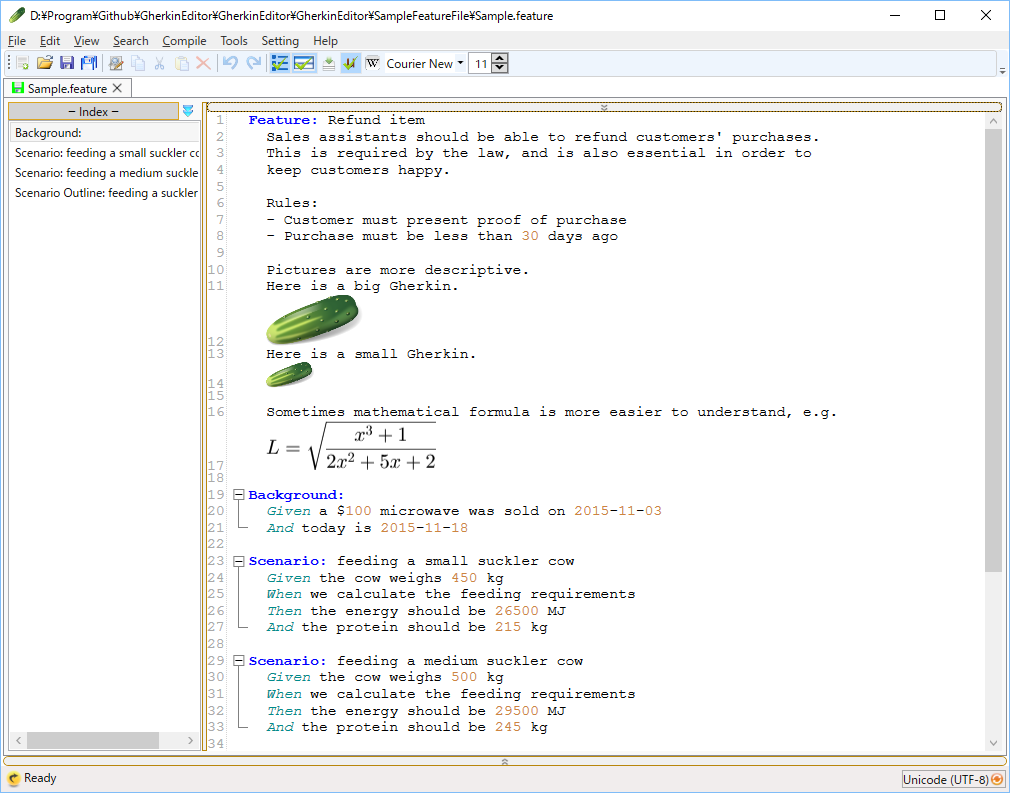 D:¥Program¥Github¥GherkinEditor¥GherkinEditor¥GherkinEditor¥SampleFeatureFile¥Sample.feature
File Edit View Search Compile Tools Setting Help
W Courier New 11
Sample.feature
– Index –
Background:
Scenario: feeding a small suckler co
Scenario: feeding a medium suckle
Scenario Outline: feeding a suckler
1 Feature: Refund item
2 Sales assistants should be able to refund customers' purchases.
3 This is required by the law, and is also essential in order to
4 keep customers happy.
5
6 Rules:
7 - Customer must present proof of purchase
8 - Purchase must be less than 30 days ago
9
10 Pictures are more descriptive.
11 Here is a big Gherkin.
12
13 Here is a small Gherkin.
14
15
16 Sometimes mathematical formula is more easier to understand, e.g.
17 L = √((x³ + 1)/(2x² + 5x + 2))
18
19 Background:
20 Given a $100 microwave was sold on 2015-11-03
21 And today is 2015-11-18
22
23 Scenario: feeding a small suckler cow
24 Given the cow weighs 450 kg
25 When we calculate the feeding requirements
26 Then the energy should be 26500 MJ
27 And the protein should be 215 kg
28
29 Scenario: feeding a medium suckler cow
30 Given the cow weighs 500 kg
31 When we calculate the feeding requirements
32 Then the energy should be 29500 MJ
33 And the protein should be 245 kg
34
Ready
Unicode (UTF-8)